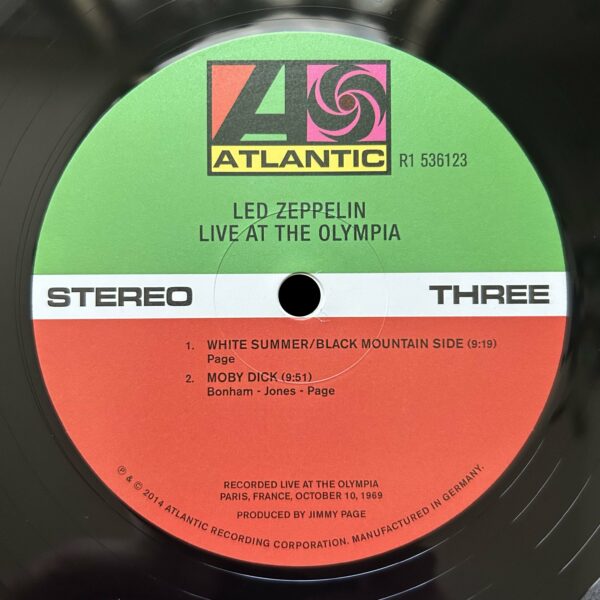 ATLANTIC
R1 536123
LED ZEPPELIN
LIVE AT THE OLYMPIA
STEREO
THREE
1. WHITE SUMMER/BLACK MOUNTAIN SIDE (9:19)
Page
2. MOBY DICK (9:51)
Bonham - Jones - Page
RECORDED LIVE AT THE OLYMPIA
PARIS, FRANCE, OCTOBER 10, 1969
PRODUCED BY JIMMY PAGE
℗ & © 2014 ATLANTIC RECORDING CORPORATION. MANUFACTURED IN GERMANY.